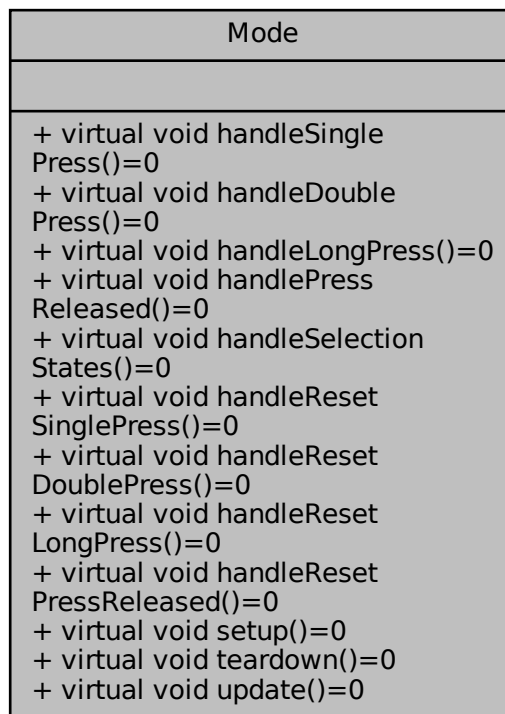 Mode
+ virtual void handleSingle
Press()=0
+ virtual void handleDouble
Press()=0
+ virtual void handleLongPress()=0
+ virtual void handlePress
Released()=0
+ virtual void handleSelection
States()=0
+ virtual void handleReset
SinglePress()=0
+ virtual void handleReset
DoublePress()=0
+ virtual void handleReset
LongPress()=0
+ virtual void handleReset
PressReleased()=0
+ virtual void setup()=0
+ virtual void teardown()=0
+ virtual void update()=0